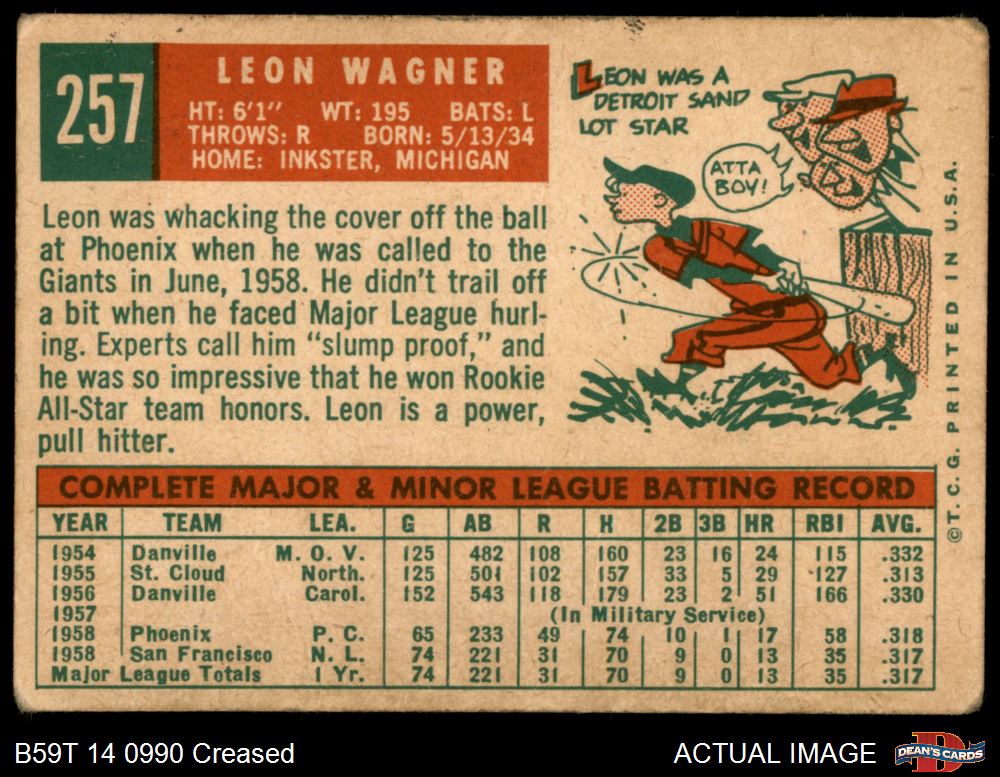 257
LEON WAGNER
HT: 6'1" WT: 195 BATS: L
THROWS: R BORN: 5/13/34
HOME: INKSTER, MICHIGAN
LEON WAS A
DETROIT SAND
LOT STAR
ATTA
BOY!
Leon was whacking the cover off the ball
at Phoenix when he was called to the
Giants in June, 1958. He didn't trail off
a bit when he faced Major League hurl-
ing. Experts call him "slump proof," and
he was so impressive that he won Rookie
All-Star team honors. Leon is a power,
pull hitter.
COMPLETE MAJOR & MINOR LEAGUE BATTING RECORD
YEAR TEAM LEA. G AB R H 2B 3B HR RBI AVG.
1954 Danville M. O. V. 125 482 108 160 23 16 24 115 .332
1955 St. Cloud North. 125 501 102 157 33 5 29 127 .313
1956 Danville Carol. 152 543 118 179 23 2 51 166 .330
1957 (In Military Service)
1958 Phoenix P. C. 65 233 49 74 10 1 17 58 .318
1958 San Francisco N. L. 74 221 31 70 9 0 13 35 .317
Major League Totals 1 Yr. 74 221 31 70 9 0 13 35 .317
©T.C.G. PRINTED IN U.S.A.
B59T 14 0990 Creased
ACTUAL IMAGE
DEAN'S CARDS